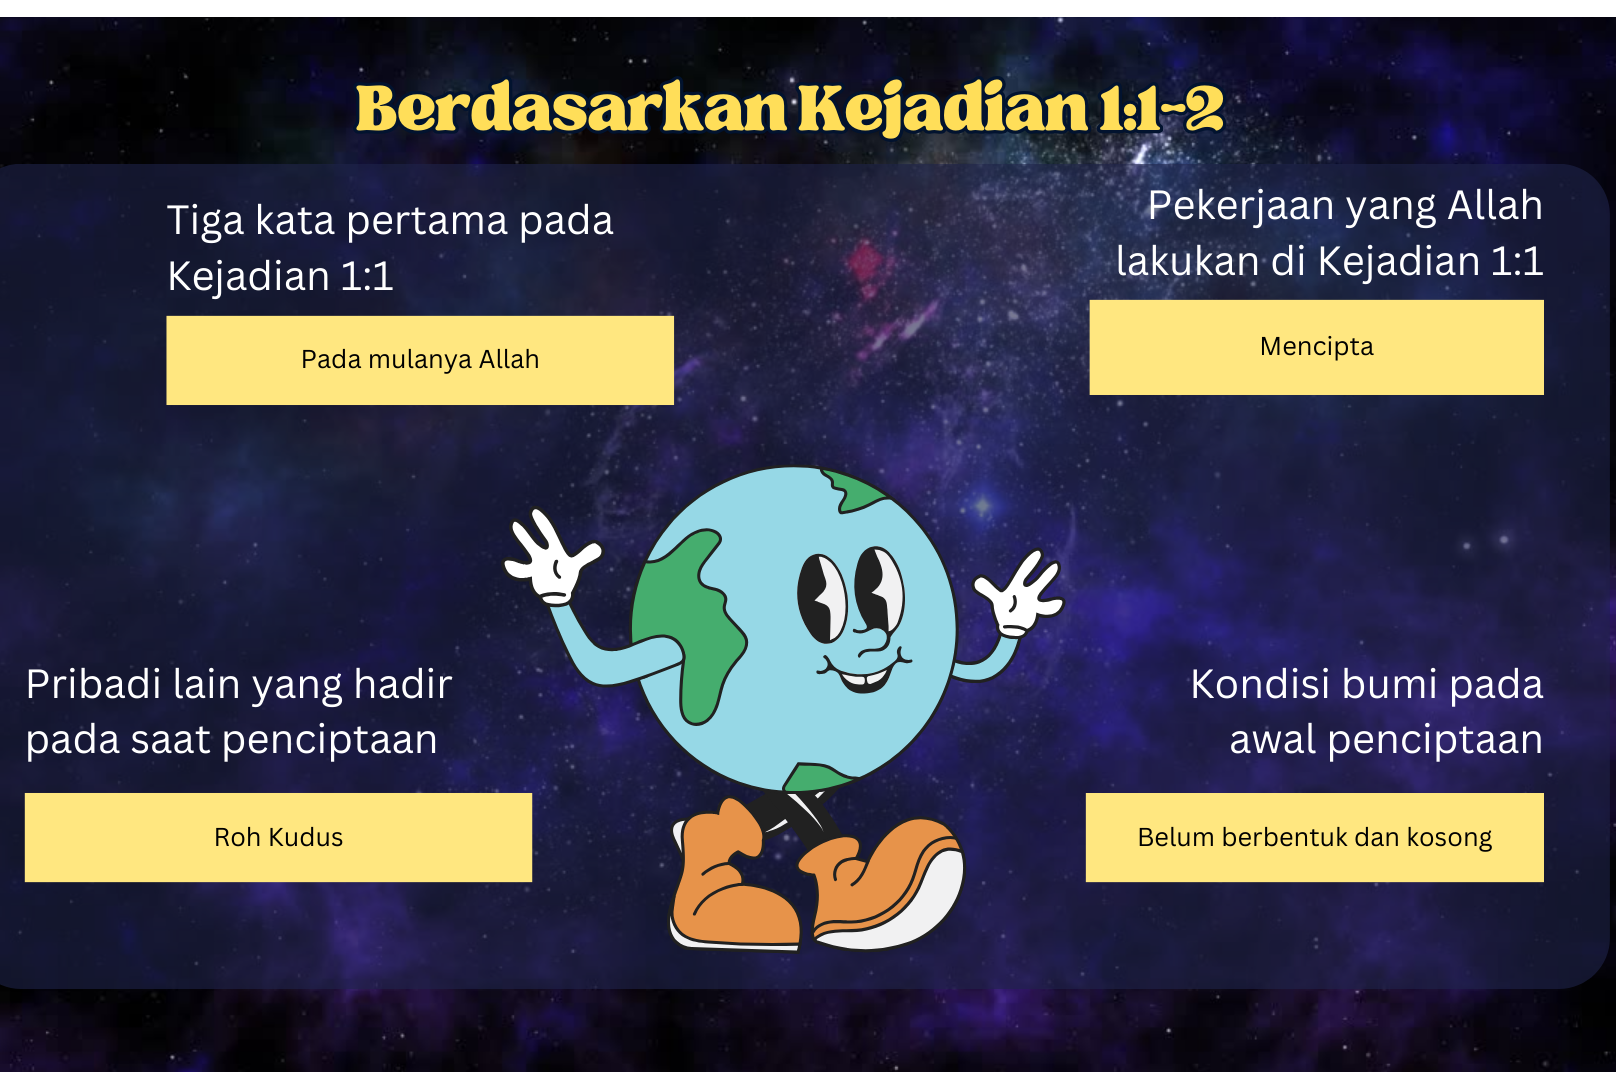 Berdasarkan Kejadian 1:1-2
Tiga kata pertama pada
Kejadian 1:1
Pada mulanya Allah
Pekerjaan yang Allah
lakukan di Kejadian 1:1
Mencipta
Pribadi lain yang hadir
pada saat penciptaan
Roh Kudus
Kondisi bumi pada
awal penciptaan
Belum berbentuk dan kosong